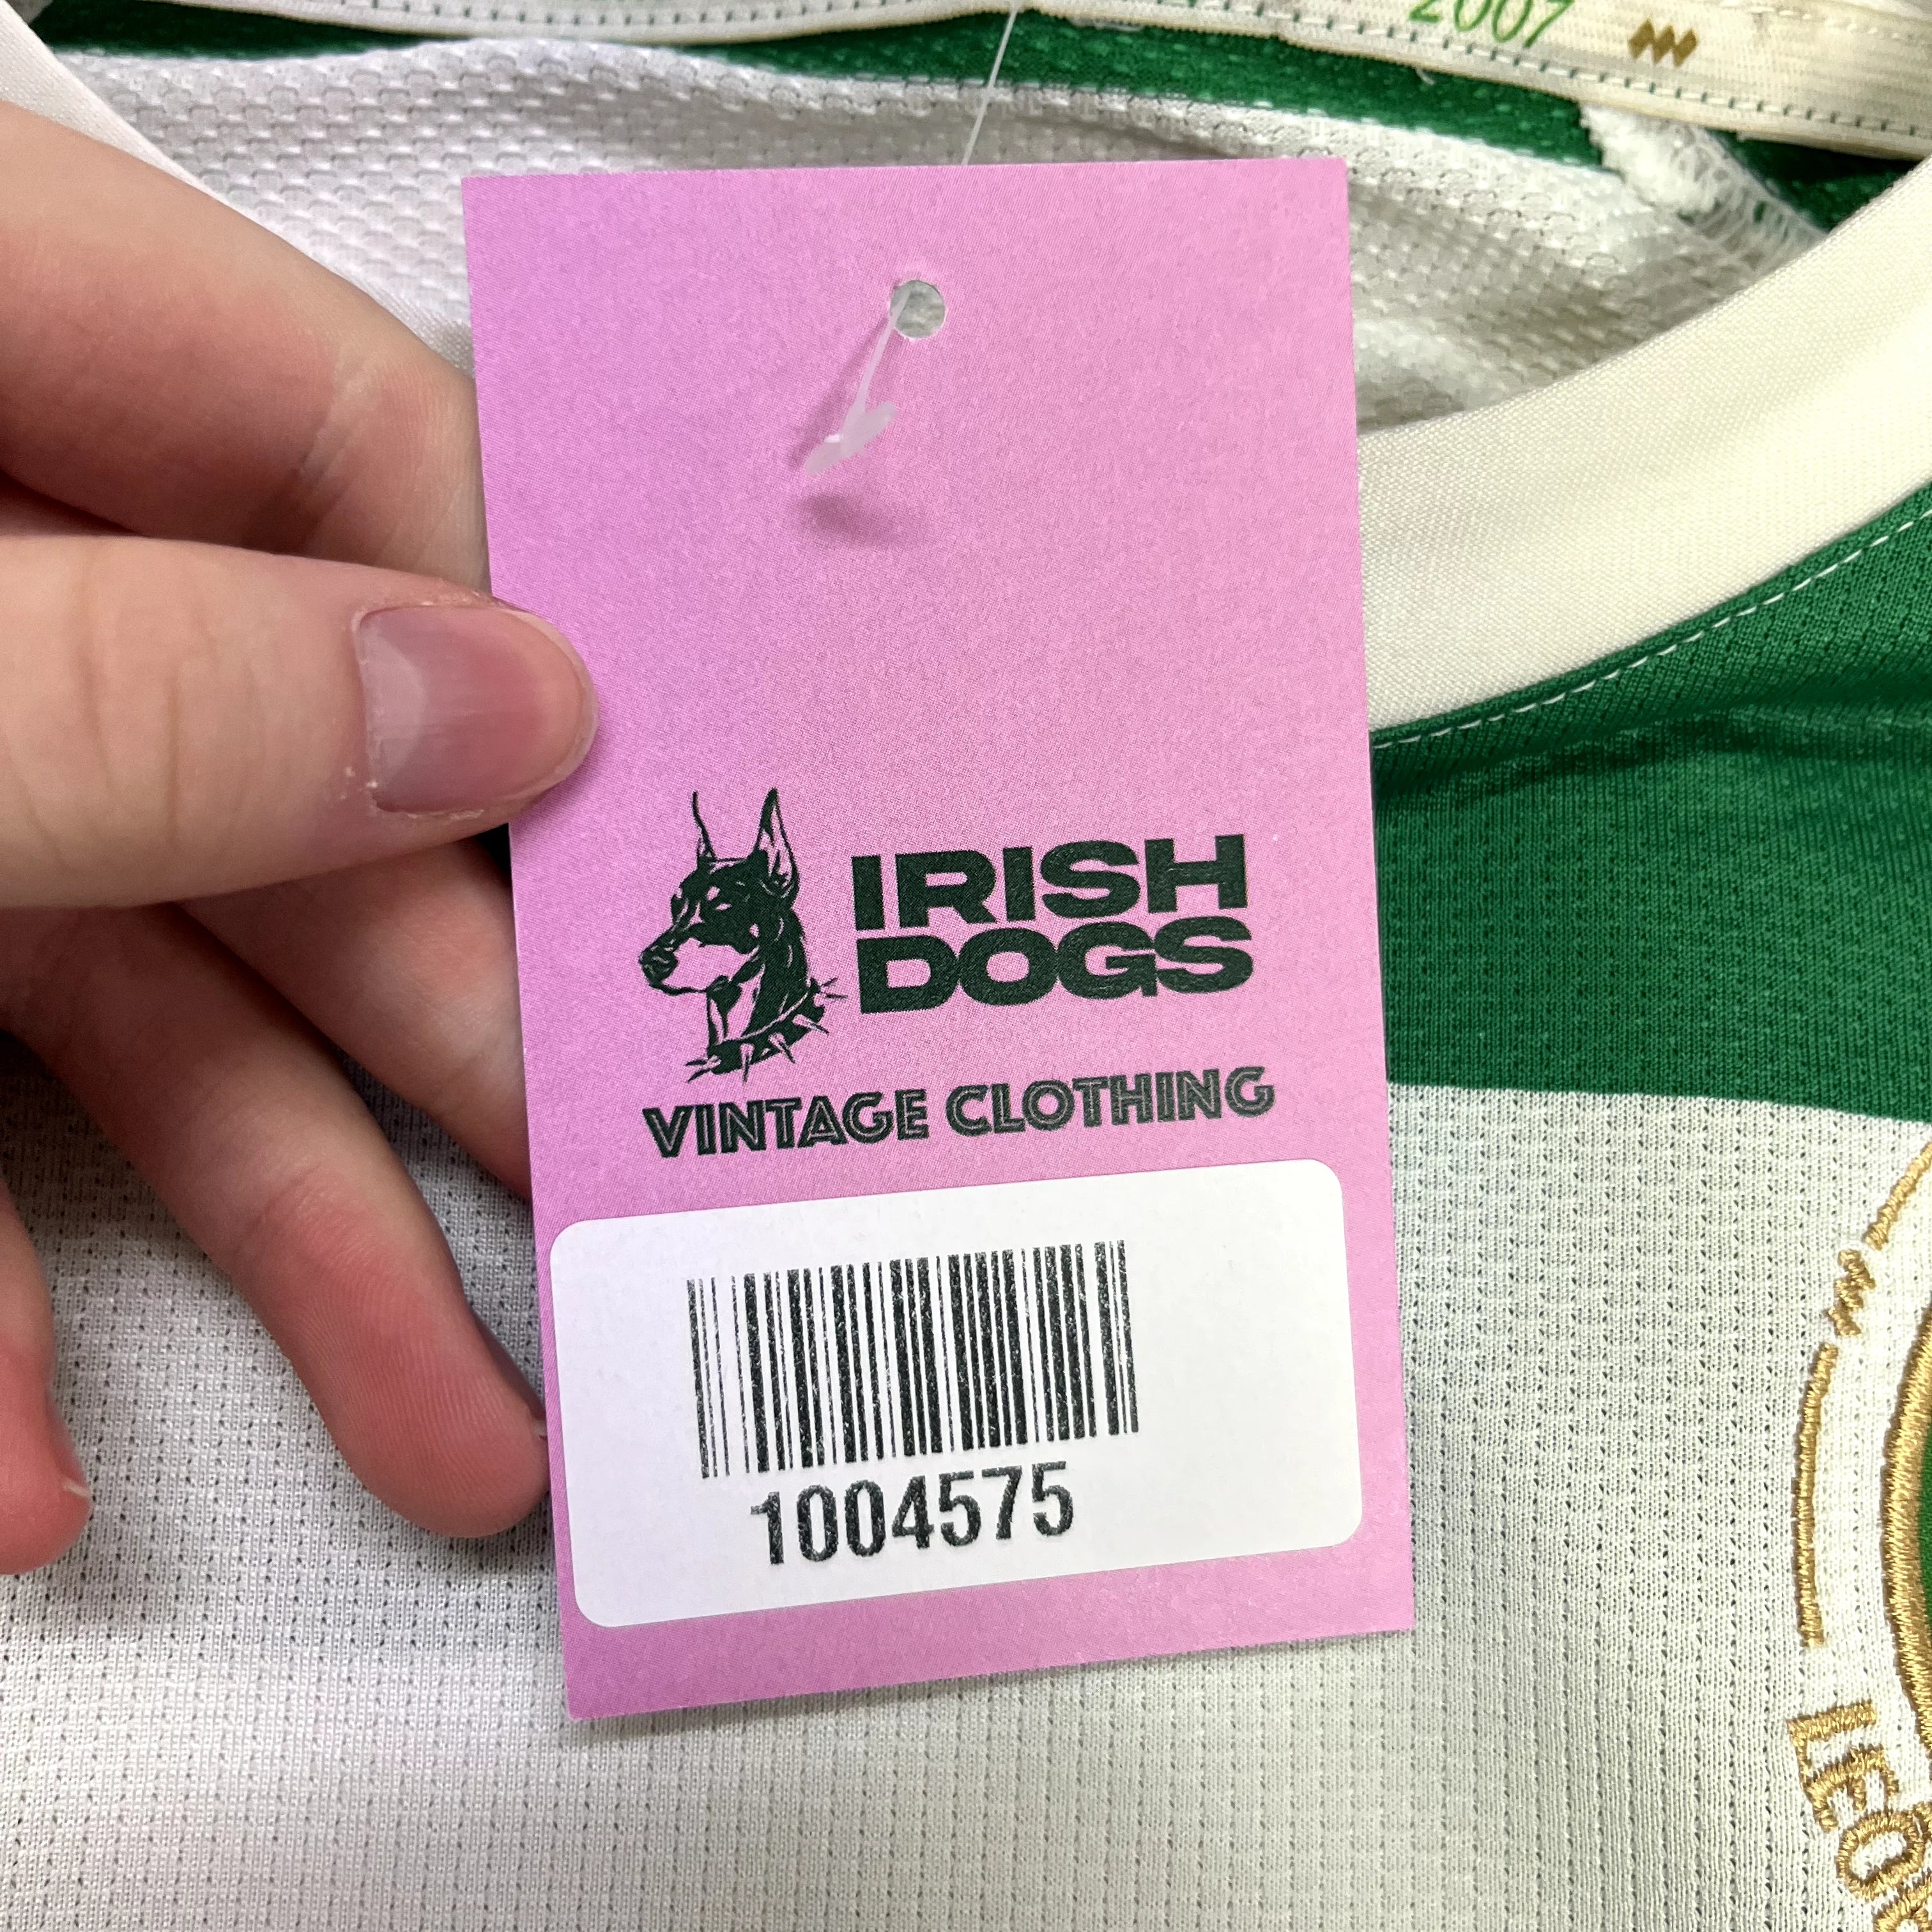 2007
IRISH
DOGS
VINTAGE CLOTHING
1004575